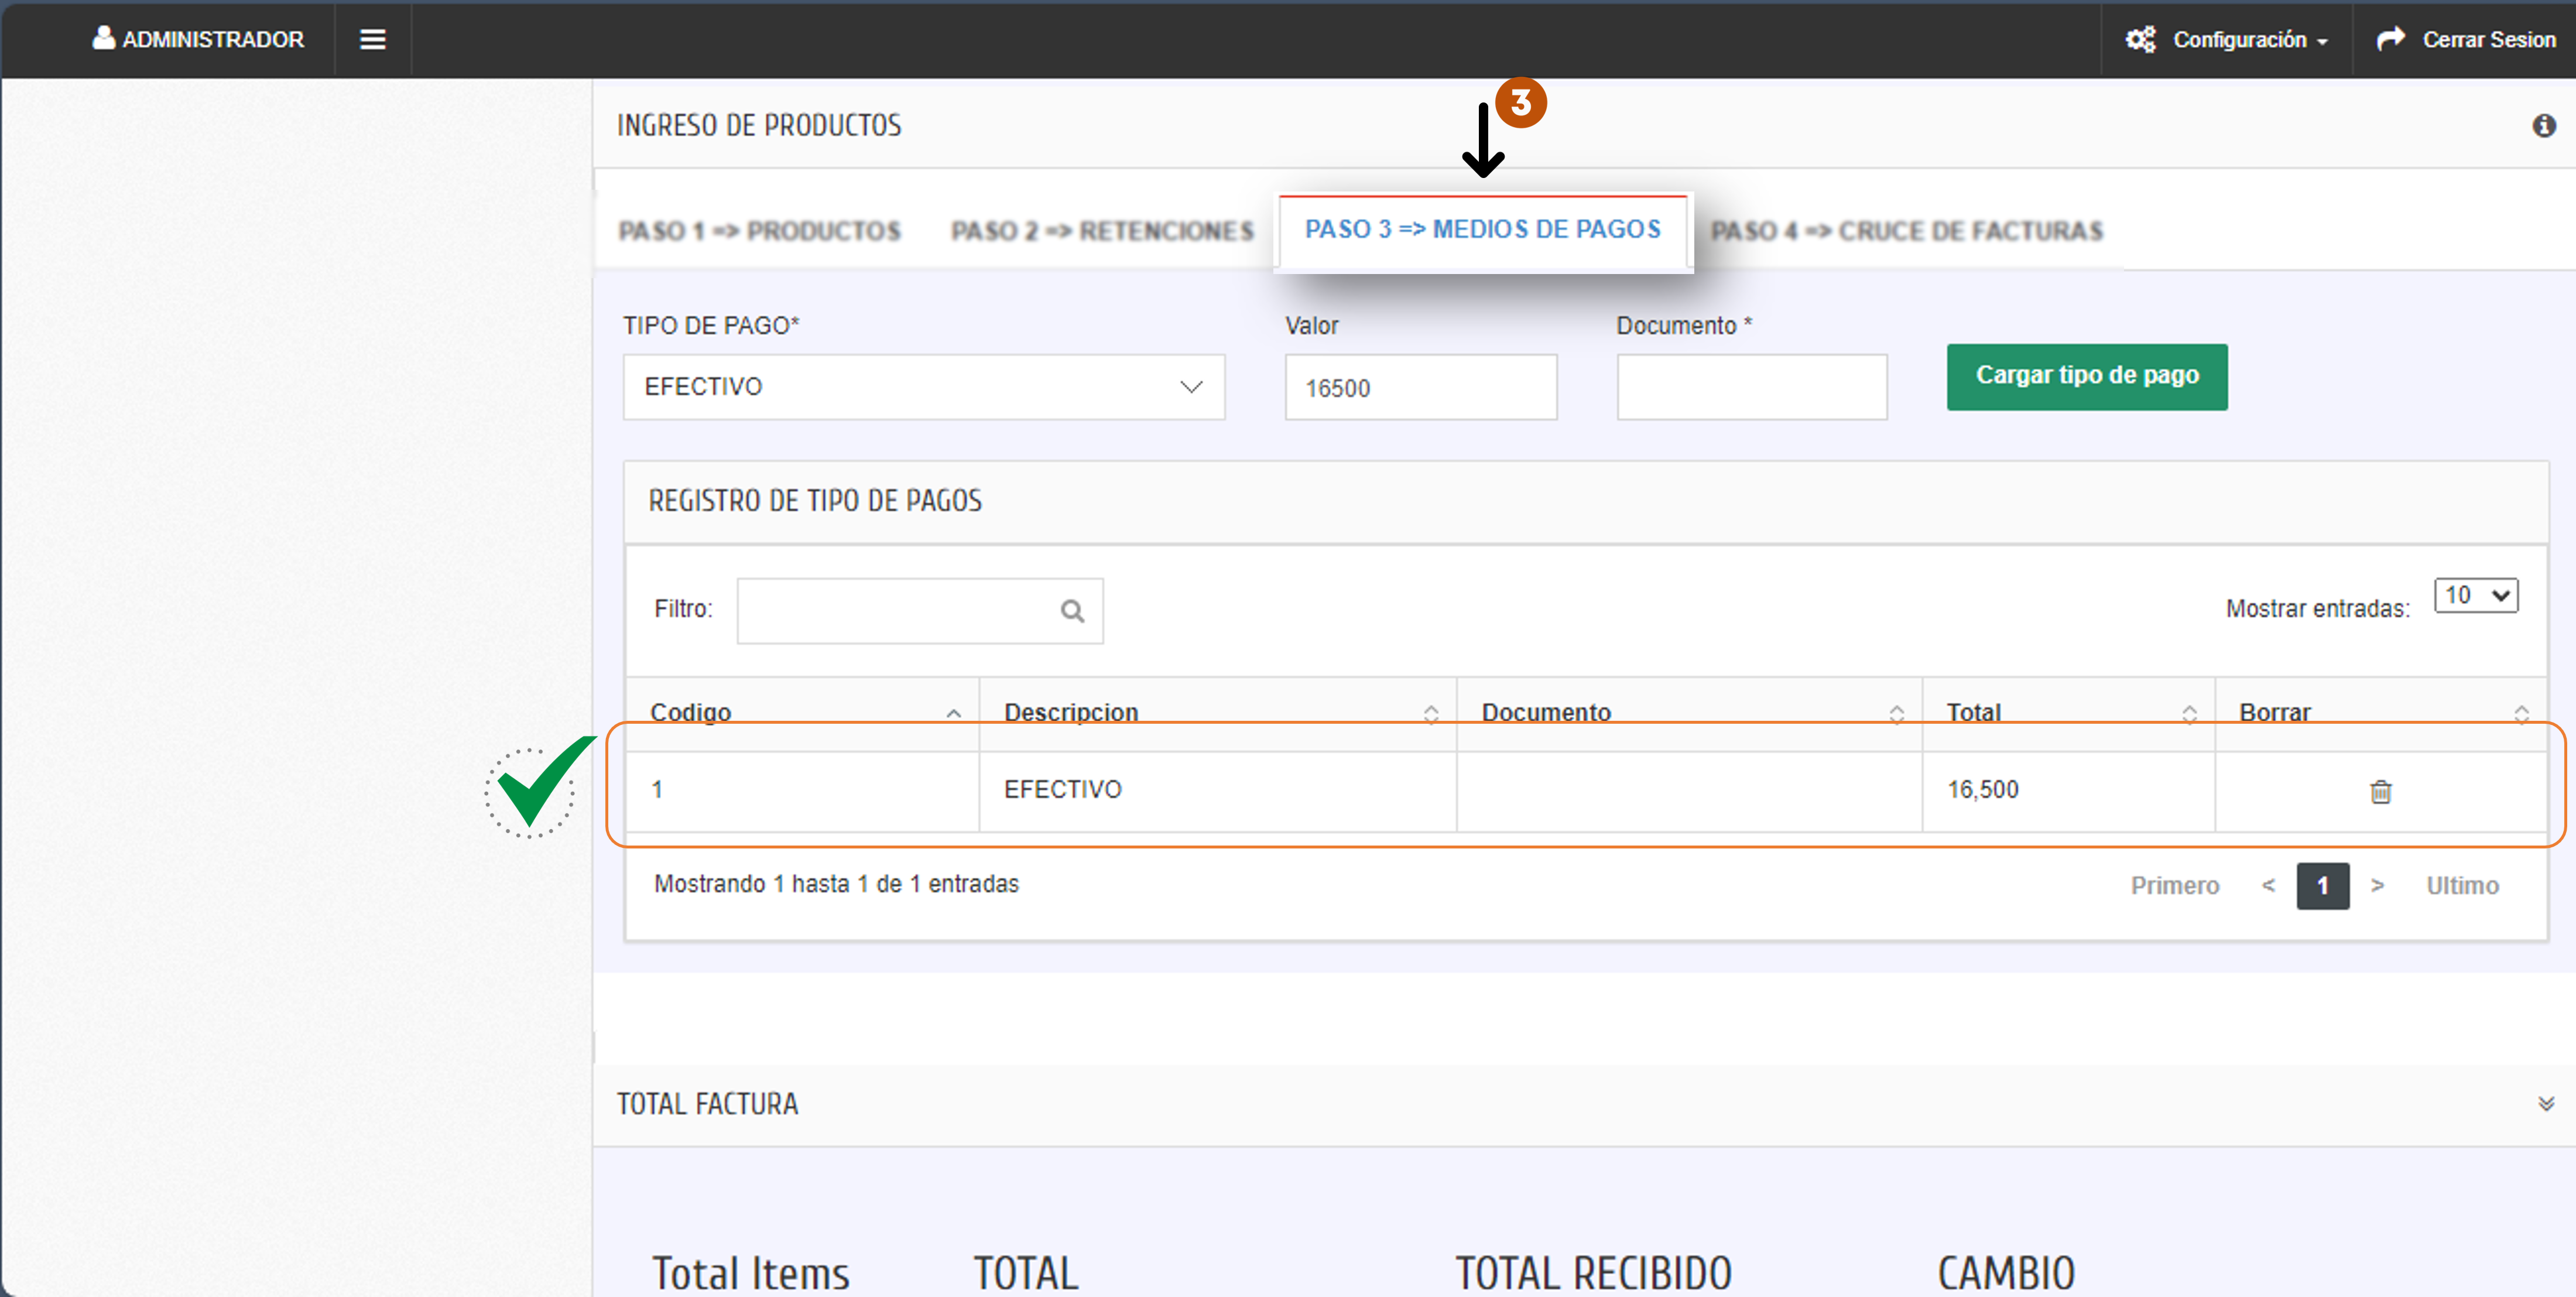 ADMINISTRADOR
Configuración
Cerrar Sesion
3
INGRESO DE PRODUCTOS
PASO 1 => PRODUCTOS
PASO 2 => RETENCIONES
PASO 3 => MEDIOS DE PAGOS
PASO 4 => CRUCE DE FACTURAS
TIPO DE PAGO*
Valor
Documento *
EFECTIVO
16500
Cargar tipo de pago
REGISTRO DE TIPO DE PAGOS
Filtro:
Mostrar entradas:
10
Codigo
Descripcion
Documento
Total
Borrar
1
EFECTIVO
16,500
Mostrando 1 hasta 1 de 1 entradas
Primero < 1 > Ultimo
TOTAL FACTURA
Total Items
TOTAL
TOTAL RECIBIDO
CAMBIO